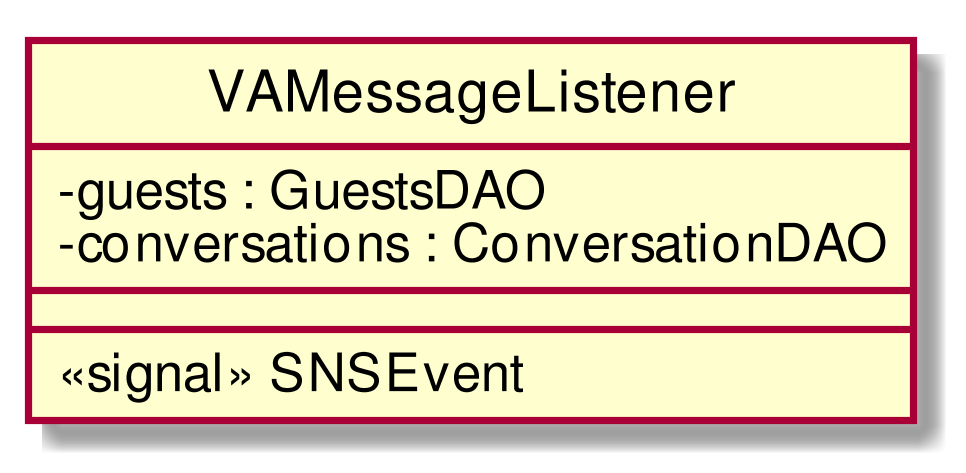 VAMessageListener
-guests : GuestsDAO
-conversations : ConversationDAO
«signal» SNSEvent